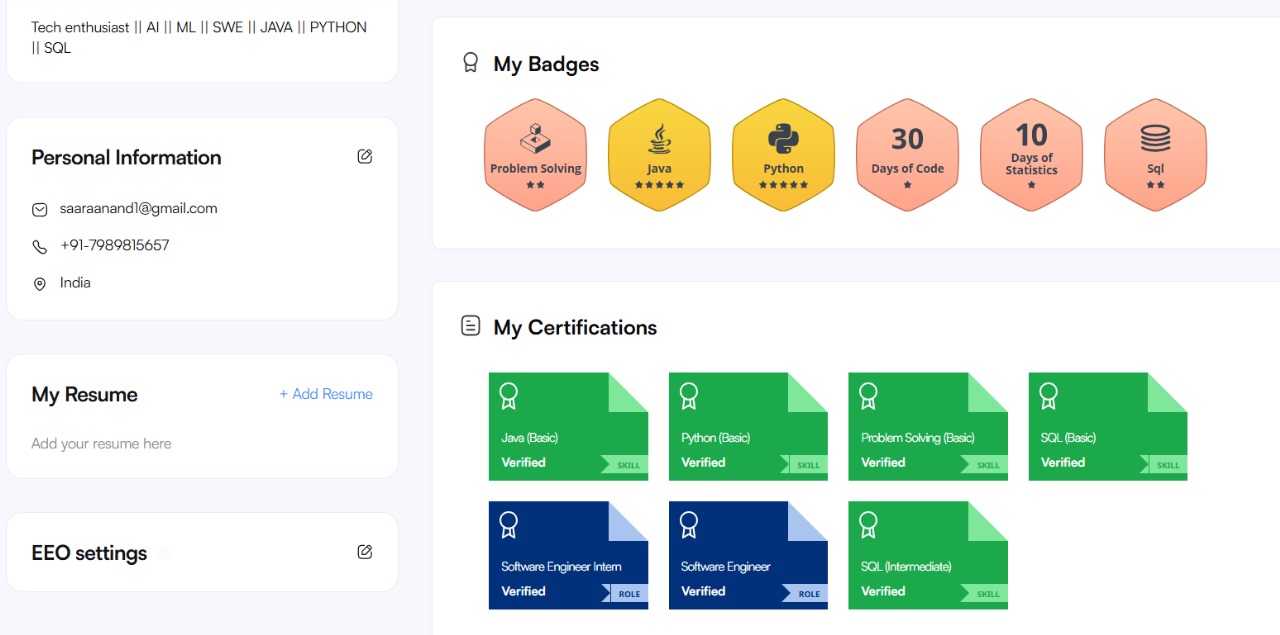 Tech enthusiast || AI || ML || SWE || JAVA || PYTHON
|| SQL
Personal Information
saaraanand1@gmail.com
+91-7989815657
India
My Resume
+ Add Resume
Add your resume here
EEO settings
My Badges
Problem Solving
Java
Python
30
Days of Code
10
Days of
Statistics
Sql
My Certifications
Java (Basic)
Verified
SKILL
Python (Basic)
Verified
SKILL
Problem Solving (Basic)
Verified
SKILL
SQL (Basic)
Verified
SKILL
Software Engineer Intern
Verified
ROLE
Software Engineer
Verified
ROLE
SQL (Intermediate)
Verified
SKILL